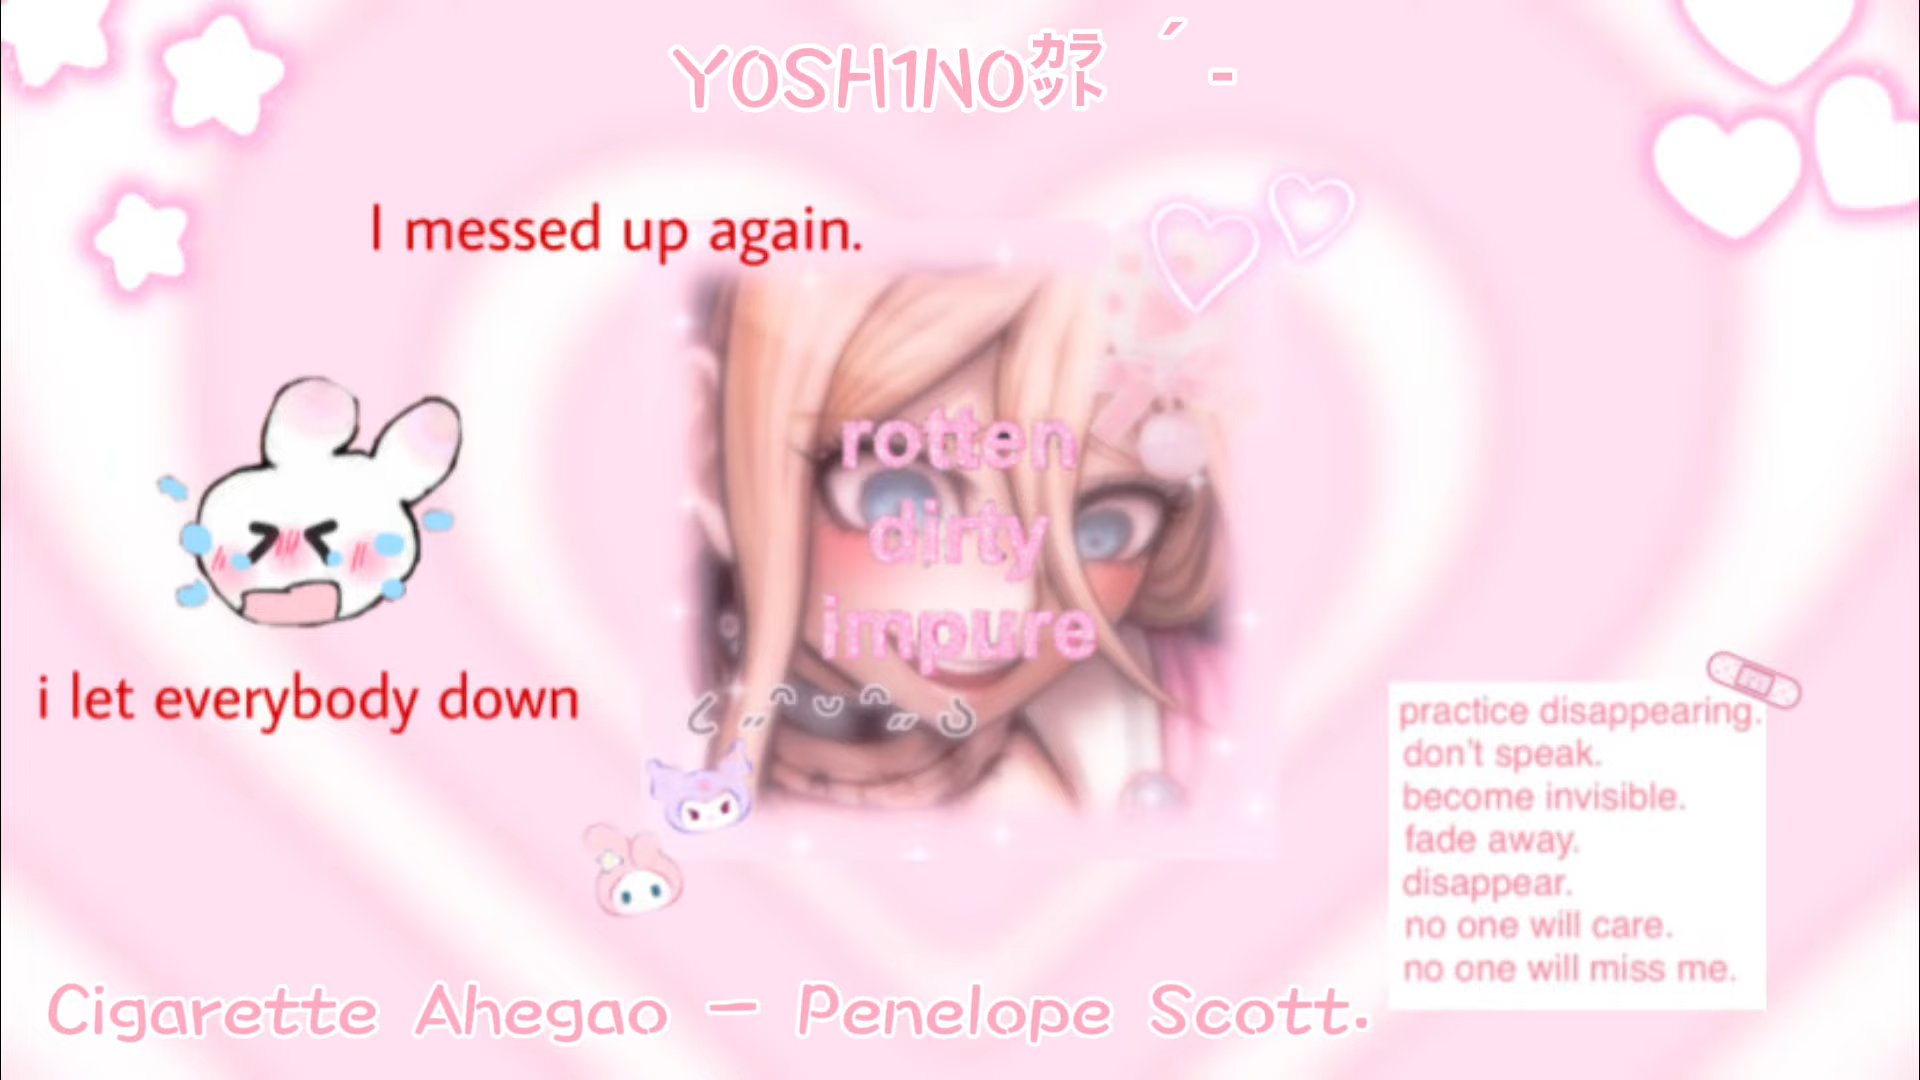 YOSH1NO㌌ ˊ -
I messed up again.
rotten
dirty
impure
i let everybody down
practice disappearing.
don't speak.
become invisible.
fade away.
disappear.
no one will care.
no one will miss me.
Cigarette Ahegao — Penelope Scott.